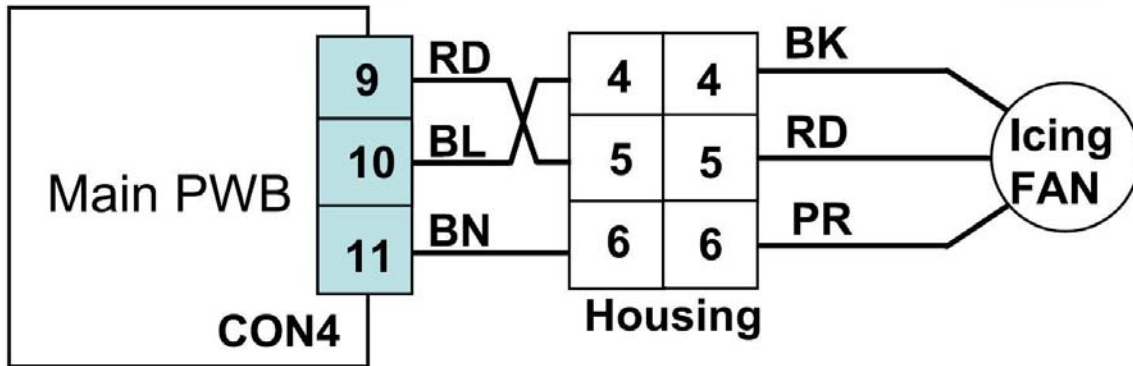 Main PWB
CON4
9
10
11
RD
BL
BN
4 4
5 5
6 6
Housing
BK
RD
PR
Icing
FAN